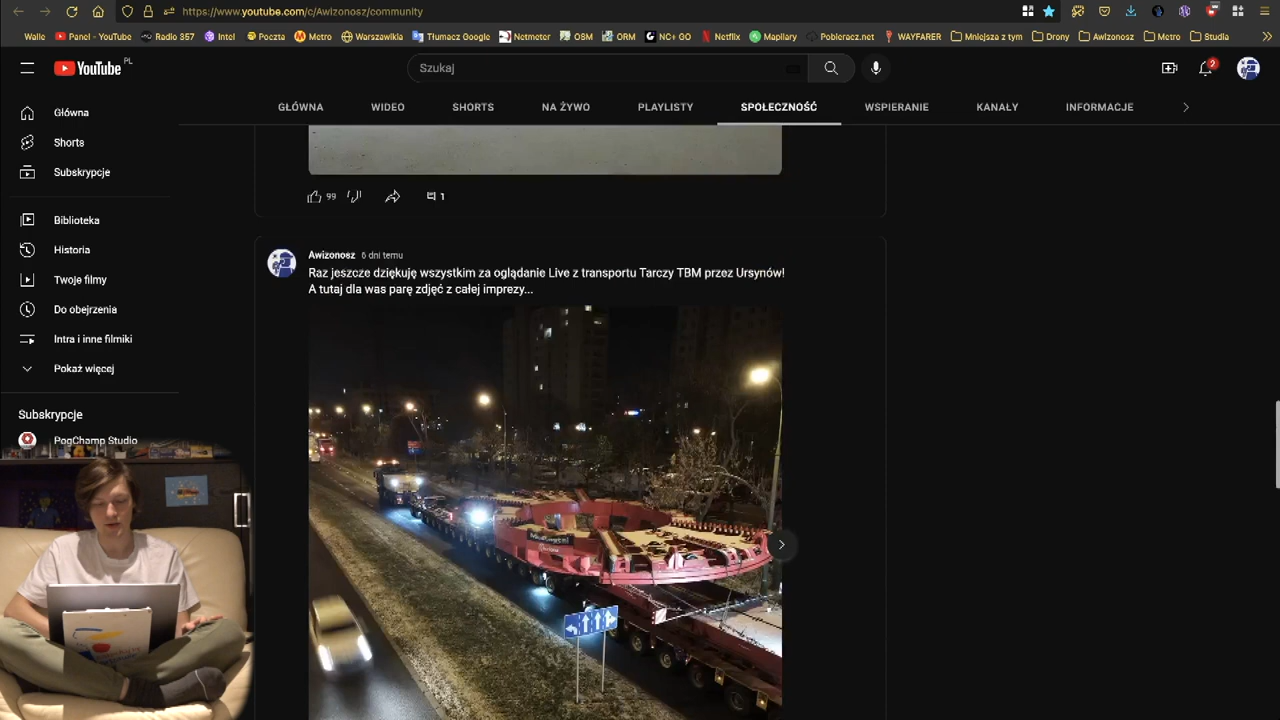 https://www.youtube.com/c/Awizonosz/community
Walle
Panel - YouTube
Radio 357
Intel
Poczta
Metro
Warszawikia
Tłumacz Google
Netmeter
OSM
ORM
NC+ GO
Netflix
Mapilary
Pobieracz.net
WAYFARER
Mniejsza z tym
Drony
Awizonosz
Metro
Studia
YouTube PL
Szukaj
2
GŁÓWNA
WIDEO
SHORTS
NA ŻYWO
PLAYLISTY
SPOŁECZNOŚĆ
WSPIERANIE
KANAŁY
INFORMACJE
Główna
Shorts
Subskrypcje
Biblioteka
Historia
Twoje filmy
Do obejrzenia
Intra i inne filmiki
Pokaż więcej
Subskrypcje
PogChamp Studio
99
1
Awizonosz 6 dni temu
Raz jeszcze dziękuję wszystkim za oglądanie Live z transportu Tarczy TBM przez Ursynów!
A tutaj dla was parę zdjęć z całej imprezy...